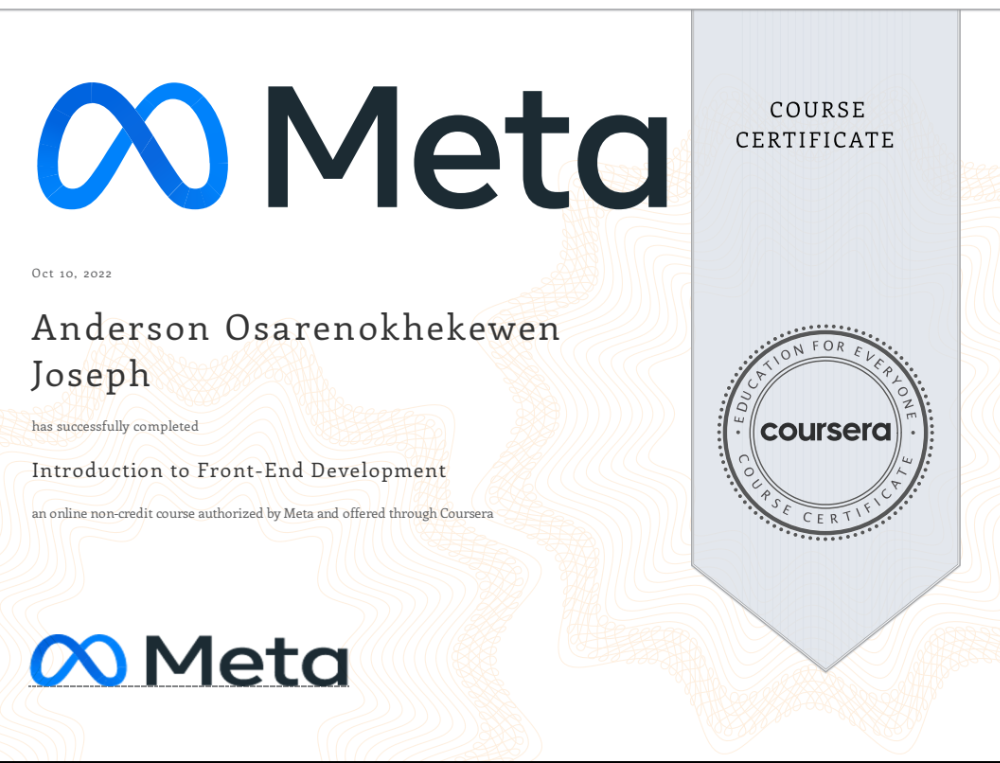 Meta
COURSE
CERTIFICATE
Oct 10, 2022
Anderson Osarenokhekewen
Joseph
has successfully completed
Introduction to Front-End Development
an online non-credit course authorized by Meta and offered through Coursera
EDUCATION FOR EVERYONE
coursera
COURSE CERTIFICATE
Meta